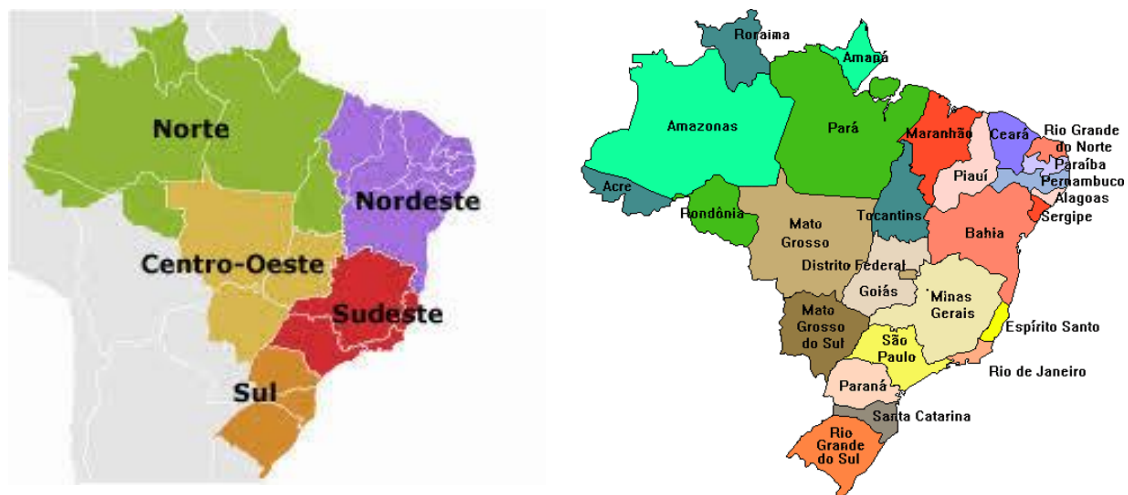 Norte
Nordeste
Centro-Oeste
Sudeste
Sul
Roraima
Amapá
Amazonas
Pará
Maranhão
Ceará
Rio Grande
do Norte
Paraíba
Piauí
Pernambuco
Acre
Alagoas
Rondônia
Tocantins
Sergipe
Mato
Grosso
Bahia
Distrito Federal
Goiás
Minas
Gerais
Mato
Grosso
do Sul
Espírito Santo
São
Paulo
Rio de Janeiro
Paraná
Santa Catarina
Rio
Grande
do Sul